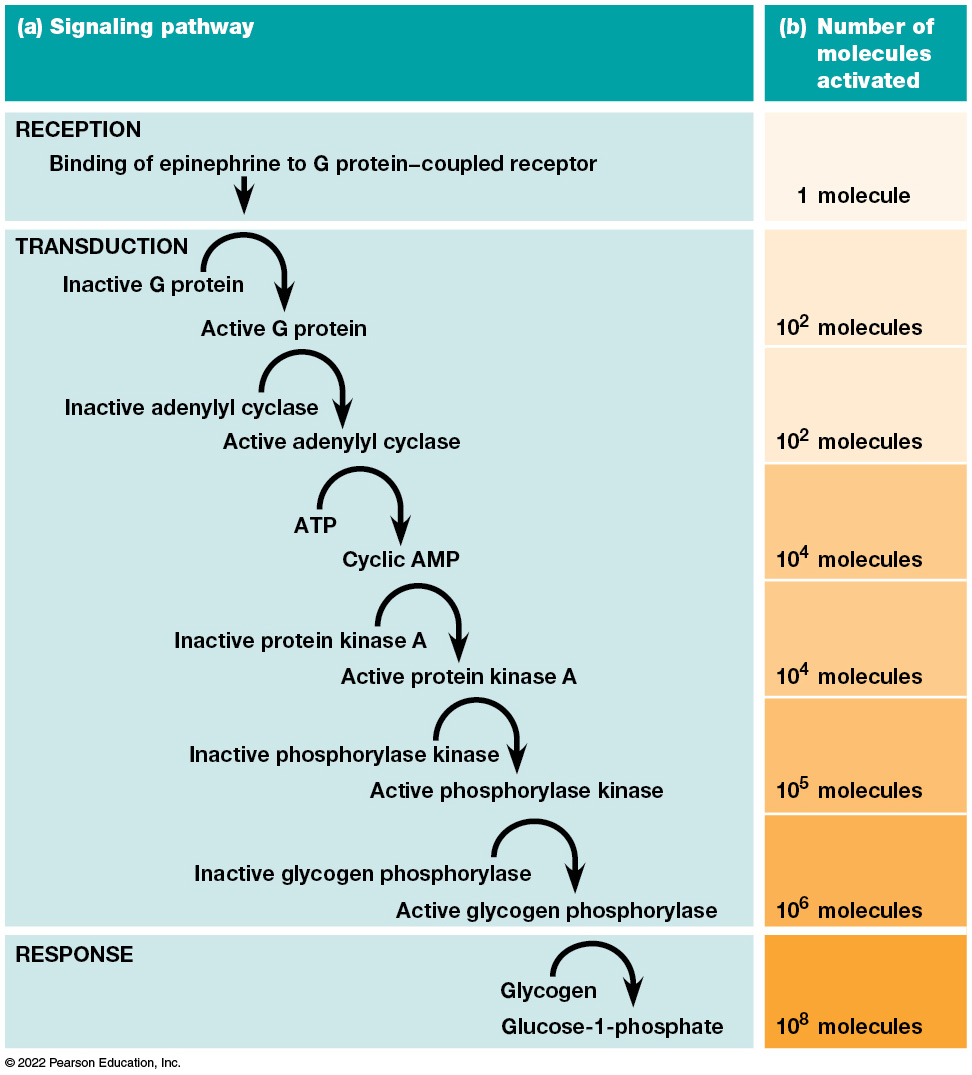 (a) Signaling pathway
(b) Number of
molecules
activated
RECEPTION
Binding of epinephrine to G protein–coupled receptor
1 molecule
TRANSDUCTION
Inactive G protein
Active G protein
10² molecules
Inactive adenylyl cyclase
Active adenylyl cyclase
10² molecules
ATP
Cyclic AMP
10⁴ molecules
Inactive protein kinase A
Active protein kinase A
10⁴ molecules
Inactive phosphorylase kinase
Active phosphorylase kinase
10⁵ molecules
Inactive glycogen phosphorylase
Active glycogen phosphorylase
10⁶ molecules
RESPONSE
Glycogen
Glucose-1-phosphate
10⁸ molecules
© 2022 Pearson Education, Inc.